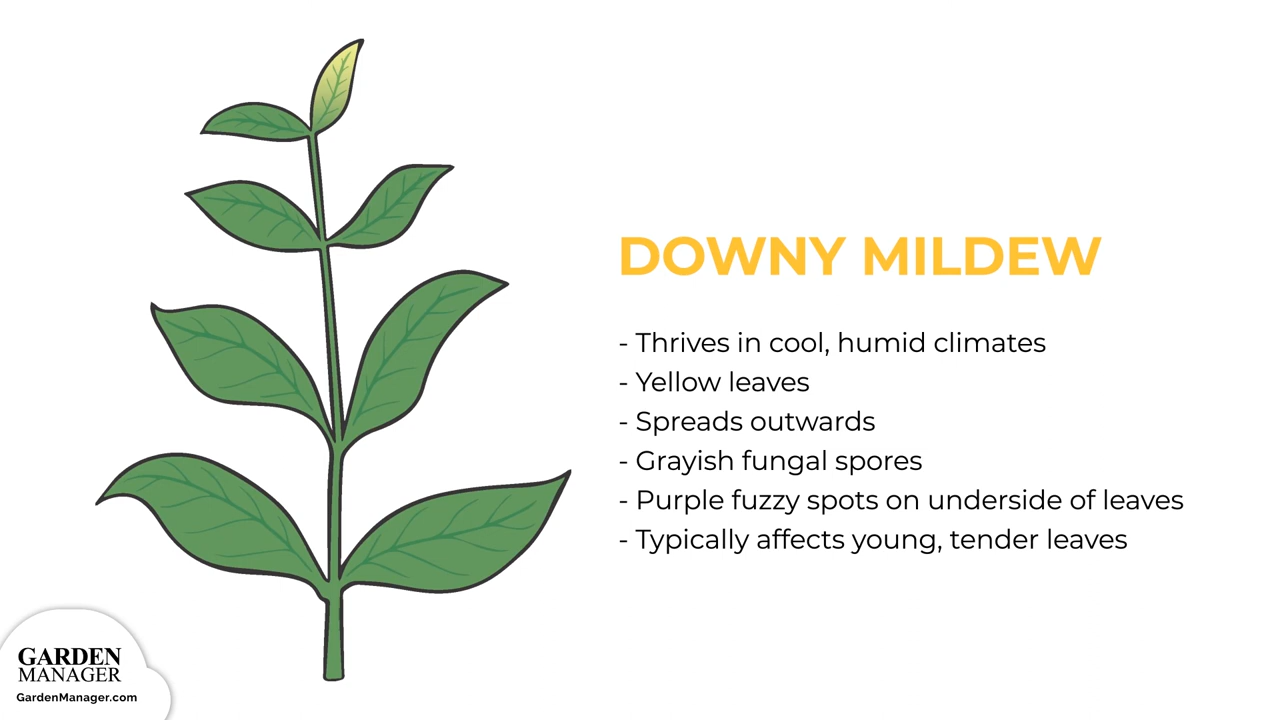 DOWNY MILDEW
- Thrives in cool, humid climates
- Yellow leaves
- Spreads outwards
- Grayish fungal spores
- Purple fuzzy spots on underside of leaves
- Typically affects young, tender leaves
GARDEN
MANAGER
GardenManager.com